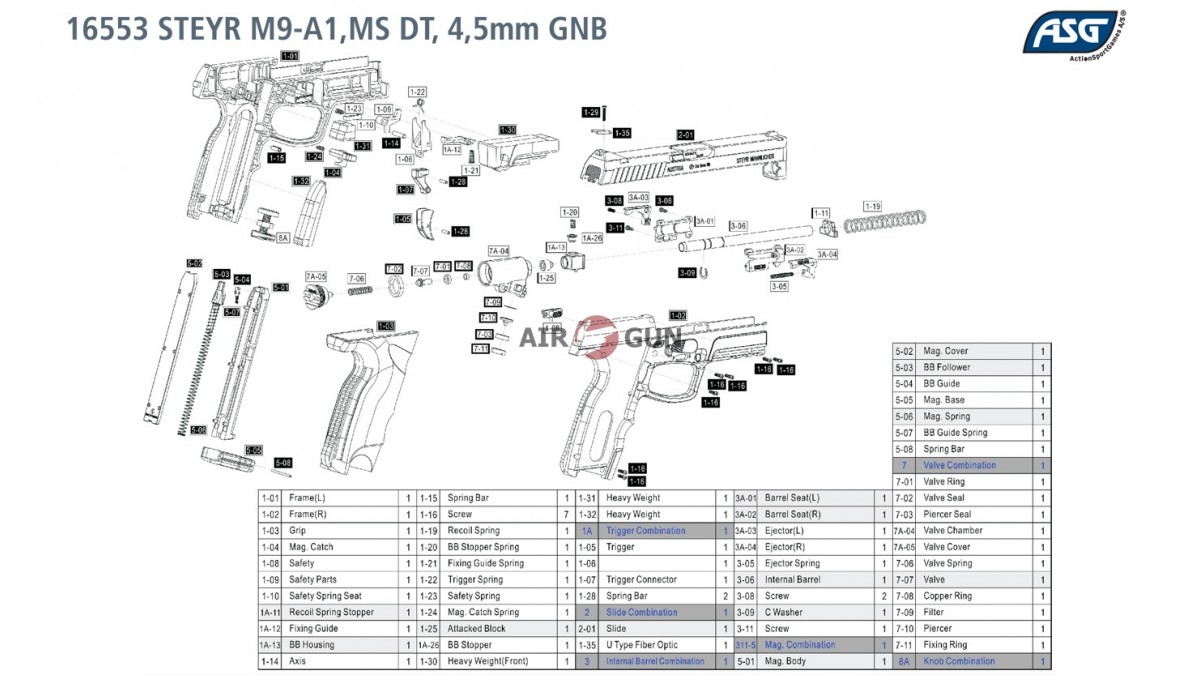 16553 STEYR M9-A1,MS DT, 4,5mm GNB
ASG
ActionSportGames A/S®
1-01
1-22
1-23
1-09
1-10
1-14
1-31
1-15
1-24
1-04
1-32
1-06
1A-12
1-30
1-21
1-07
1-28
1-05
1-28
8A
1-29
1-35
2-01
STEYR MANNLICHER
AUSTRIA
3-08
3A-03
3-08
3-11
3A-01
3-06
1-11
1-19
1-20
1A-26
1A-13
1-25
3-09
3A-02
3A-04
3-05
5-02
5-03
5-04
5-07
5-01
7A-05
7-06
7-02
7-07
7-01
7-08
7A-04
7-09
7-10
7-03
7-11
1-08
1-02
1-03
AIR GUN
1-16 1-16
1-16 1-16
1-16
5-06
5-05
5-08
1-16
1-16
5-02 Mag. Cover 1
5-03 BB Follower 1
5-04 BB Guide 1
5-05 Mag. Base 1
5-06 Mag. Spring 1
5-07 BB Guide Spring 1
5-08 Spring Bar 1
7 Valve Combination 1
7-01 Valve Ring 1
1-01 Frame(L) 1 1-15 Spring Bar 1 1-31 Heavy Weight 1 3A-01 Barrel Seat(L) 1 7-02 Valve Seal 1
1-02 Frame(R) 1 1-16 Screw 7 1-32 Heavy Weight 1 3A-02 Barrel Seat(R) 1 7-03 Piercer Seal 1
1-03 Grip 1 1-19 Recoil Spring 1 1A Trigger Combination 1 3A-03 Ejector(L) 1 7A-04 Valve Chamber 1
1-04 Mag. Catch 1 1-20 BB Stopper Spring 1 1-05 Trigger 1 3A-04 Ejector(R) 1 7A-05 Valve Cover 1
1-08 Safety 1 1-21 Fixing Guide Spring 1 1-06 1 3-05 Ejector Spring 1 7-06 Valve Spring 1
1-09 Safety Parts 1 1-22 Trigger Spring 1 1-07 Trigger Connector 1 3-06 Internal Barrel 1 7-07 Valve 1
1-10 Safety Spring Seat 1 1-23 Safety Spring 1 1-28 Spring Bar 2 3-08 Screw 2 7-08 Copper Ring 1
1A-11 Recoil Spring Stopper 1 1-24 Mag. Catch Spring 1 2 Slide Combination 1 3-09 C Washer 1 7-09 Filter 1
1A-12 Fixing Guide 1 1-25 Attacked Block 1 2-01 Slide 1 3-11 Screw 1 7-10 Piercer 1
1A-13 BB Housing 1 1A-26 BB Stopper 1 1-35 U Type Fiber Optic 1 311-5 Mag. Combination 1 7-11 Fixing Ring 1
1-14 Axis 1 1-30 Heavy Weight(Front) 1 3 Internal Barrel Combination 1 5-01 Mag. Body 1 8A Knob Combination 1